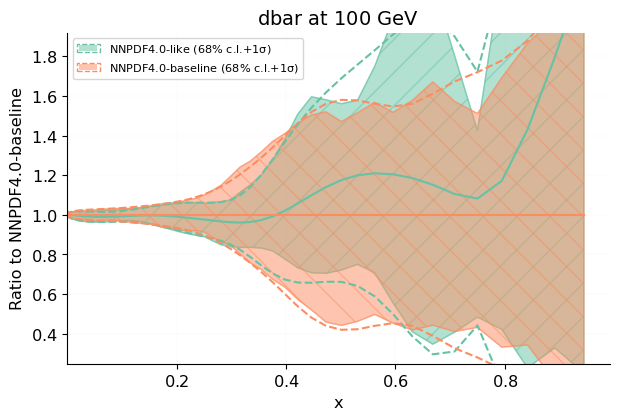 dbar at 100 GeV
NNPDF4.0-like (68% c.l.+1σ)
NNPDF4.0-baseline (68% c.l.+1σ)
Ratio to NNPDF4.0-baseline
1.8
1.6
1.4
1.2
1.0
0.8
0.6
0.4
0.2 0.4 0.6 0.8
x